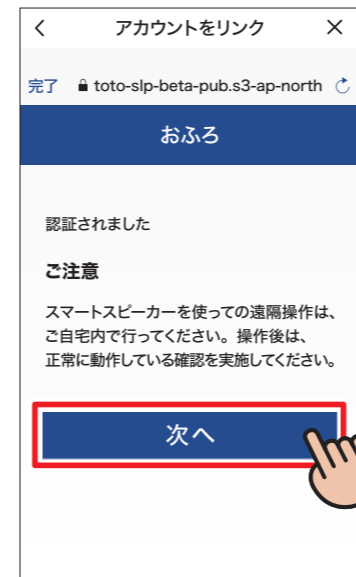 アカウントをリンク
完了 toto-slp-beta-pub.s3-ap-north
おふろ
認証されました
ご注意
スマートスピーカーを使っての遠隔操作は、
ご自宅内で行ってください。操作後は、
正常に動作している確認を実施してください。
次へ